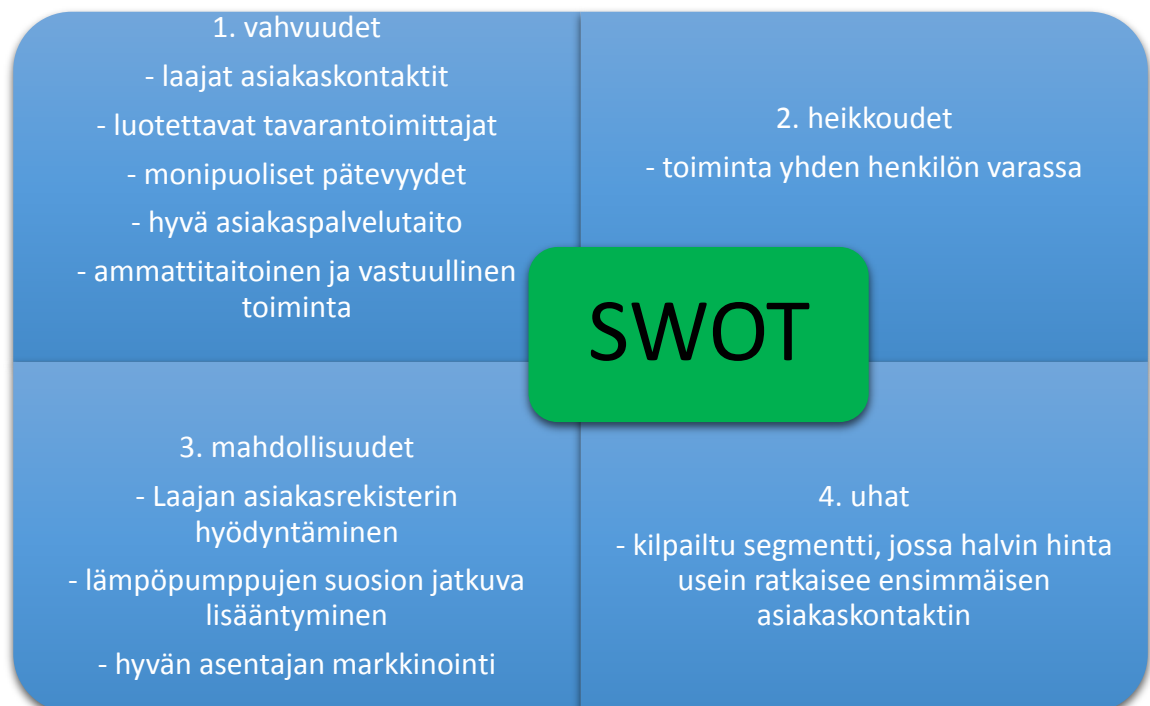 1. vahvuudet
- laajat asiakaskontaktit
- luotettavat tavarantoimittajat
- monipuoliset pätevyydet
- hyvä asiakaspalvelutaito
- ammattitaitoinen ja vastuullinen
toiminta
2. heikkoudet
- toiminta yhden henkilön varassa
SWOT
3. mahdollisuudet
- Laajan asiakasrekisterin
hyödyntäminen
- lämpöpumppujen suosion jatkuva
lisääntyminen
- hyvän asentajan markkinointi
4. uhat
- kilpailtu segmentti, jossa halvin hinta
usein ratkaisee ensimmäisen
asiakaskontaktin